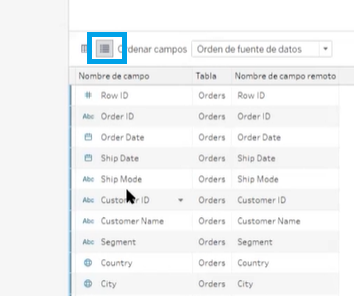 Ordenar campos Orden de fuente de datos
Nombre de campo Tabla Nombre de campo remoto
# Row ID Orders Row ID
Abc Order ID Orders Order ID
Order Date Orders Order Date
Ship Date Orders Ship Date
Abc Ship Mode Orders Ship Mode
Abc Customer ID Orders Customer ID
Abc Customer Name Orders Customer Name
Abc Segment Orders Segment
Country Orders Country
City Orders City